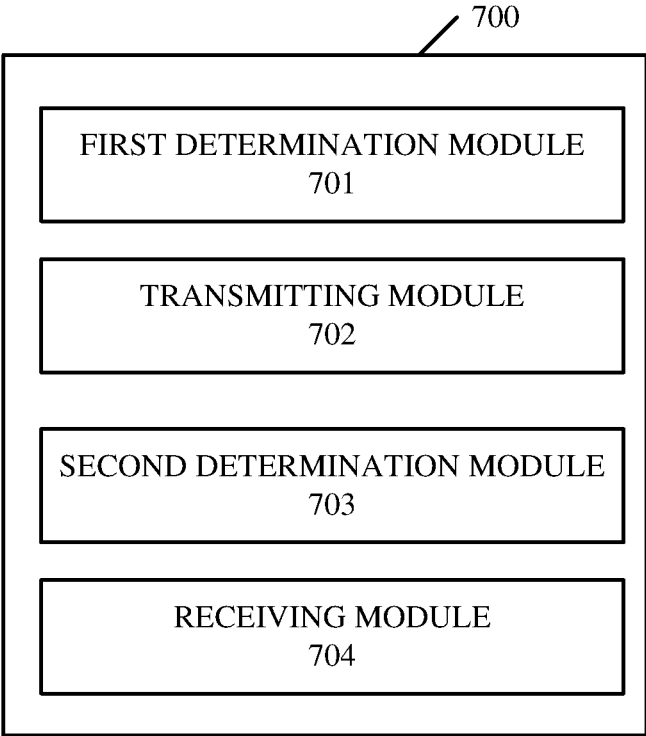 700
FIRST DETERMINATION MODULE
701
TRANSMITTING MODULE
702
SECOND DETERMINATION MODULE
703
RECEIVING MODULE
704